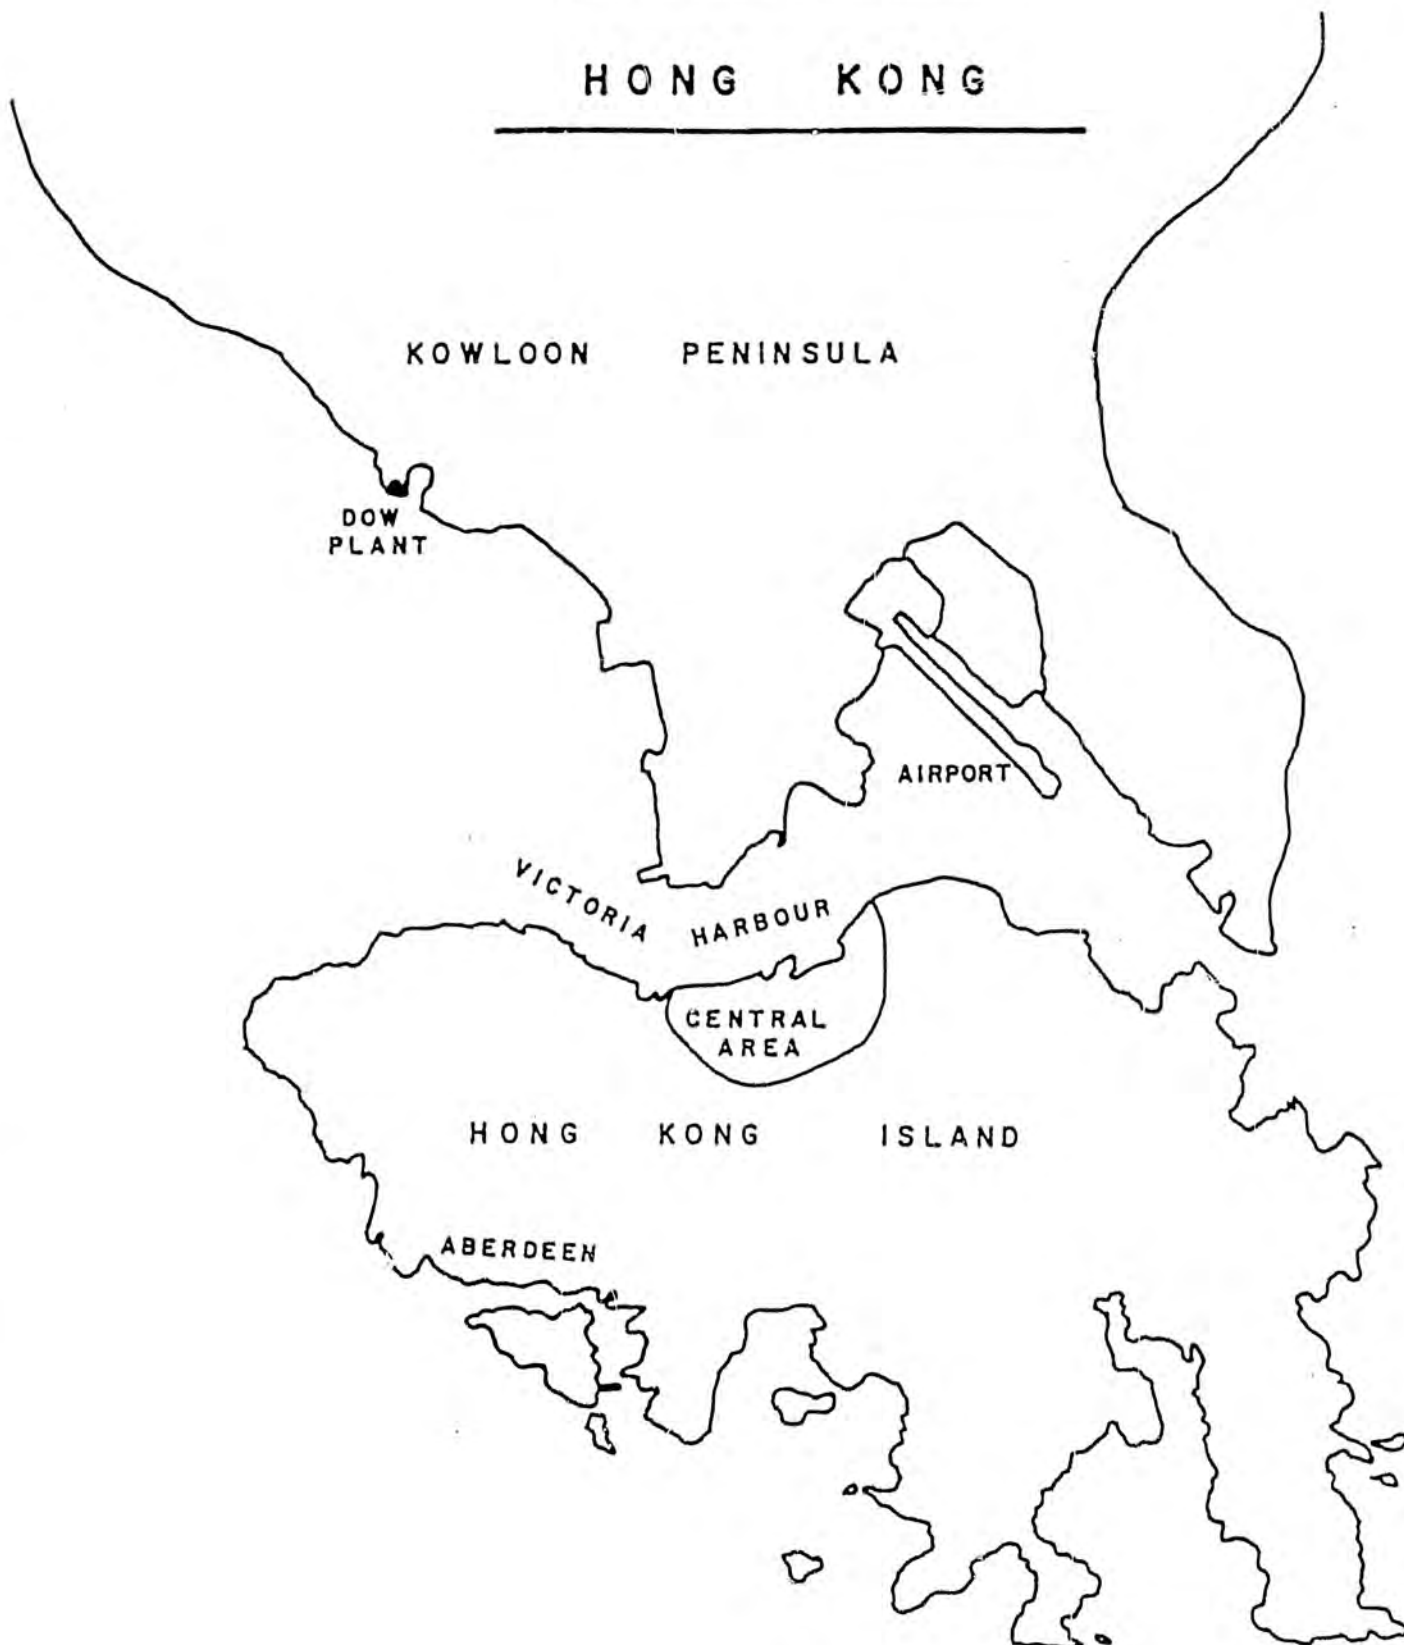 HONG KONG
KOWLOON PENINSULA
DOW
PLANT
AIRPORT
VICTORIA HARBOUR
CENTRAL
AREA
HONG KONG ISLAND
ABERDEEN